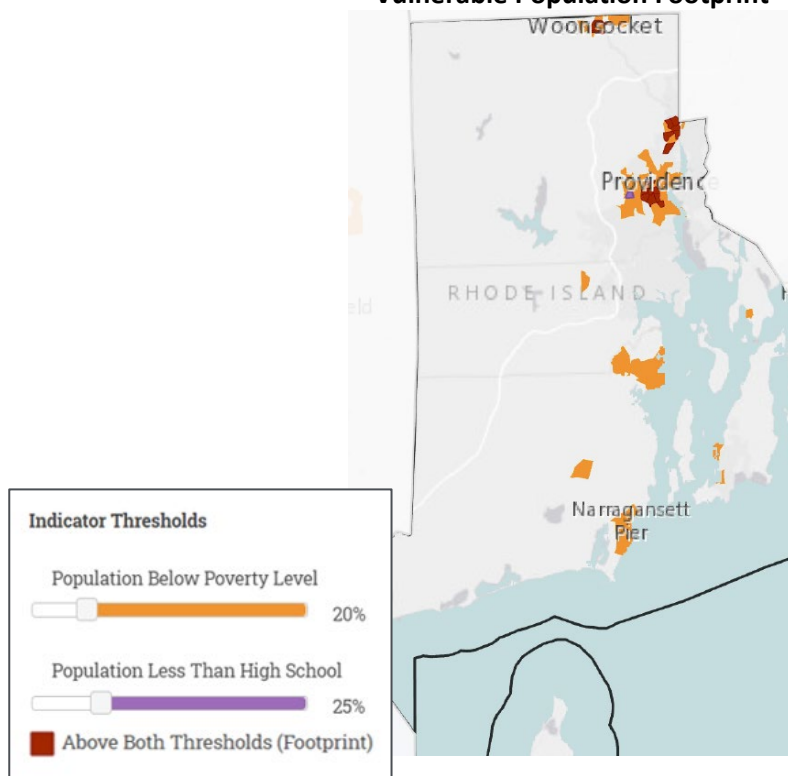 Vulnerable Population Footprint
Woonsocket
Providence
RHODE ISLAND
eld
Narragansett
Pier
Indicator Thresholds
Population Below Poverty Level
20%
Population Less Than High School
25%
Above Both Thresholds (Footprint)